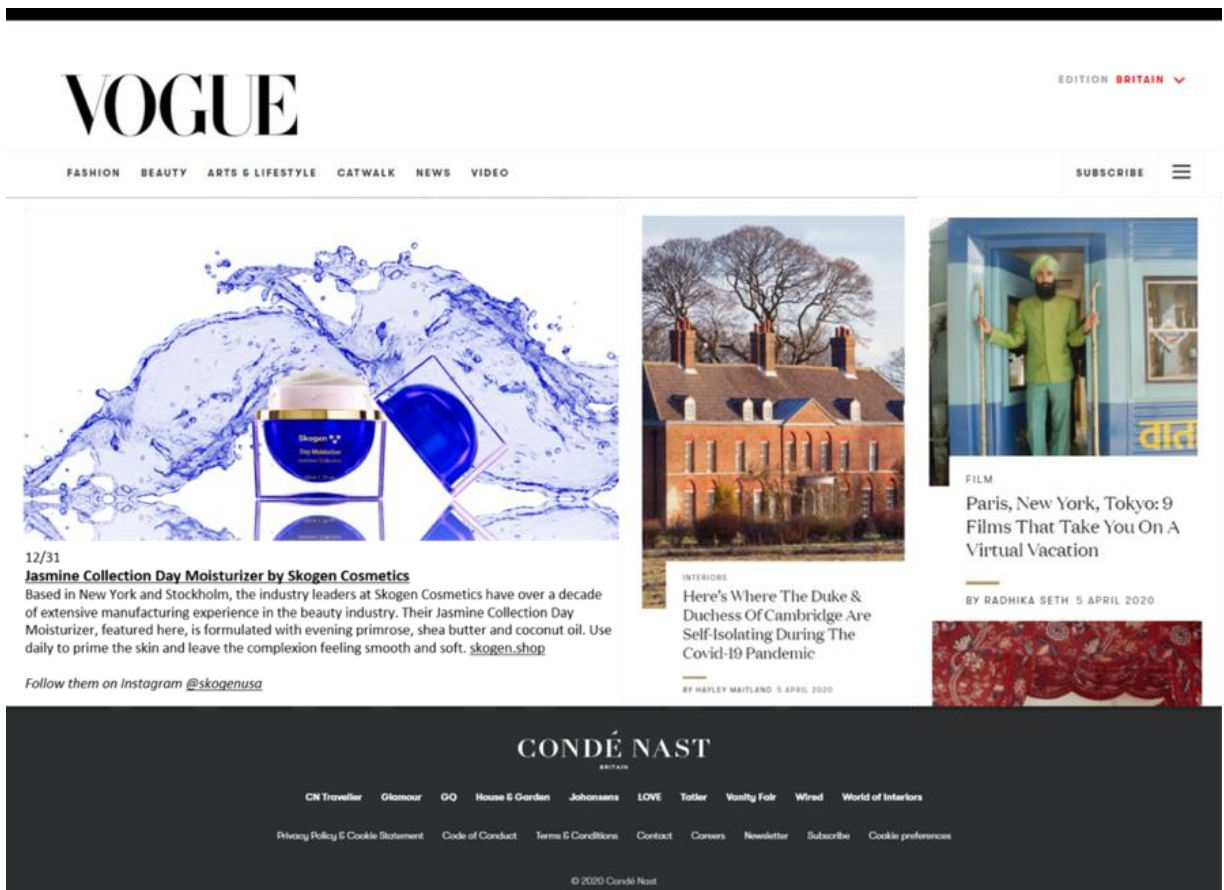 VOGUE
EDITION BRITAIN
FASHION BEAUTY ARTS & LIFESTYLE CATWALK NEWS VIDEO
SUBSCRIBE
Skogen
Day Moisturizer
Jasmine Collection
12/31
Jasmine Collection Day Moisturizer by Skogen Cosmetics
Based in New York and Stockholm, the industry leaders at Skogen Cosmetics have over a decade
of extensive manufacturing experience in the beauty industry. Their Jasmine Collection Day
Moisturizer, featured here, is formulated with evening primrose, shea butter and coconut oil. Use
daily to prime the skin and leave the complexion feeling smooth and soft. skogen.shop
Follow them on Instagram @skogenusa
INTERIORS
Here's Where The Duke &
Duchess Of Cambridge Are
Self-Isolating During The
Covid-19 Pandemic
BY HAYLEY MAITLAND 5 APRIL 2020
वात
FILM
Paris, New York, Tokyo: 9
Films That Take You On A
Virtual Vacation
BY RADHIKA SETH 5 APRIL 2020
CONDÉ NAST
BRITAIN
CN Traveller Glamour GQ House & Garden Johansens LOVE Tatler Vanity Fair Wired World of Interiors
Privacy Policy & Cookie Statement Code of Conduct Terms & Conditions Contact Careers Newsletter Subscribe Cookie preferences
© 2020 Condé Nast